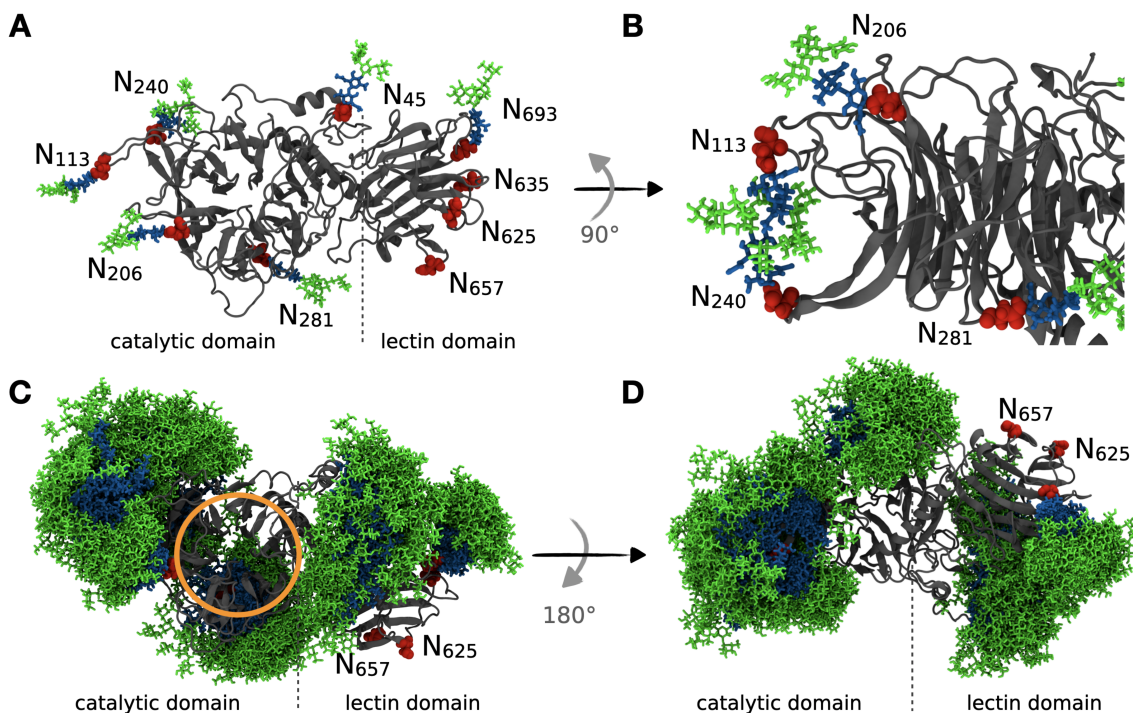 A
N240
N45
N693
N113
N635
N625
N206
N657
N281
catalytic domain
lectin domain
90°
B
N206
N113
N240
N281
C
N657
N625
catalytic domain
lectin domain
180°
D
N657
N625
catalytic domain
lectin domain